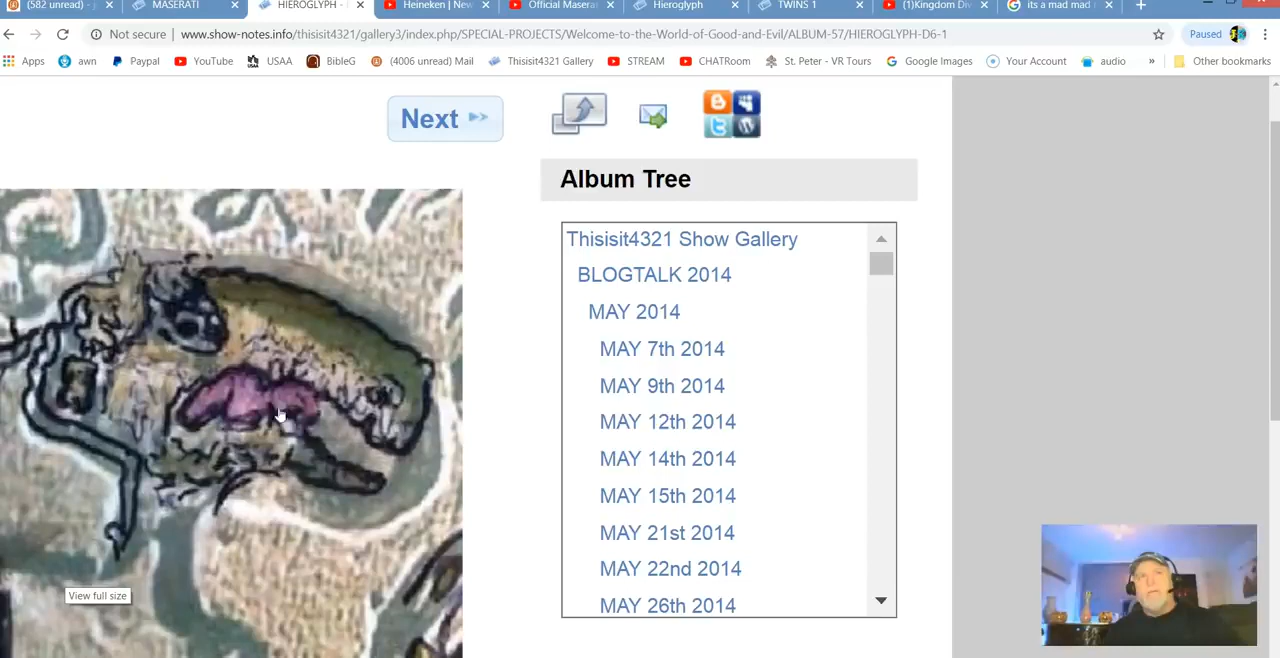 (582 unread) - j
MASERATI
HIEROGLYPH -
Heineken | New
Official Masera
Hieroglyph
TWINS 1
(1)Kingdom Di
its a mad mad
Not secure | www.show-notes.info/thisisit4321/gallery3/index.php/SPECIAL-PROJECTS/Welcome-to-the-World-of-Good-and-Evil/ALBUM-57/HIEROGLYPH-D6-1
Paused
Apps awn Paypal YouTube USAA BibleG (4006 unread) Mail Thisisit4321 Gallery STREAM CHATRoom St. Peter - VR Tours Google Images Your Account audio » Other bookmarks
Next
Album Tree
Thisisit4321 Show Gallery
BLOGTALK 2014
MAY 2014
MAY 7th 2014
MAY 9th 2014
MAY 12th 2014
MAY 14th 2014
MAY 15th 2014
MAY 21st 2014
MAY 22nd 2014
MAY 26th 2014
View full size